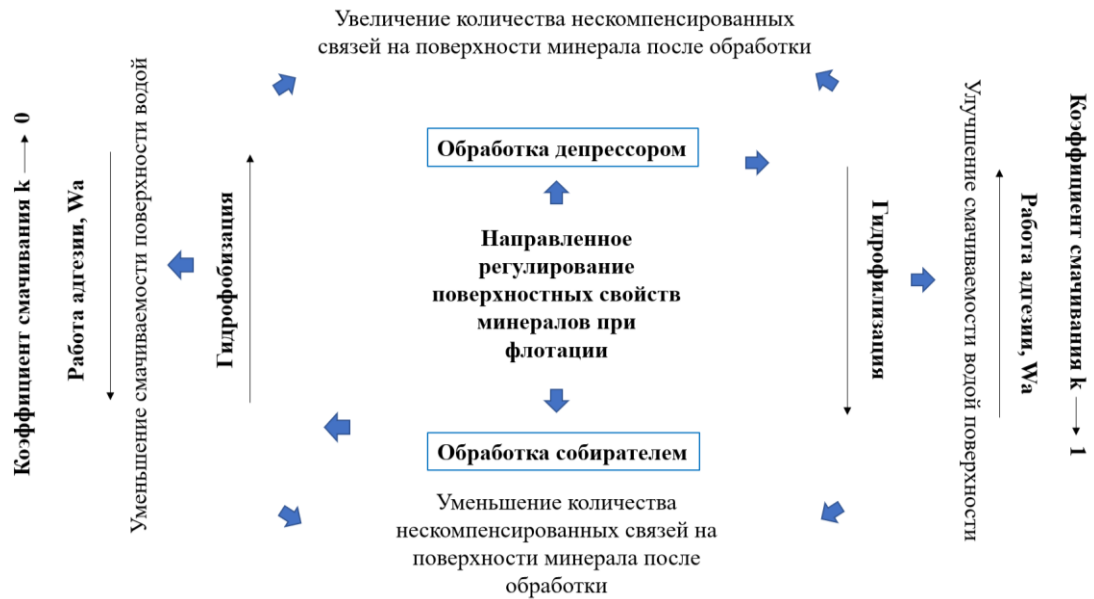 Увеличение количества нескомпенсированных
связей на поверхности минерала после обработки
Коэффициент смачивания k → 0
Работа адгезии, Wa
Уменьшение смачиваемости поверхности водой
Гидрофобизация
Обработка депрессором
Направленное
регулирование
поверхностных свойств
минералов при
флотации
Обработка собирателем
Уменьшение количества
нескомпенсированных связей на
поверхности минерала после
обработки
Гидрофилизация
Улучшение смачиваемости водой поверхности
Работа адгезии, Wa
Коэффициент смачивания k → 1